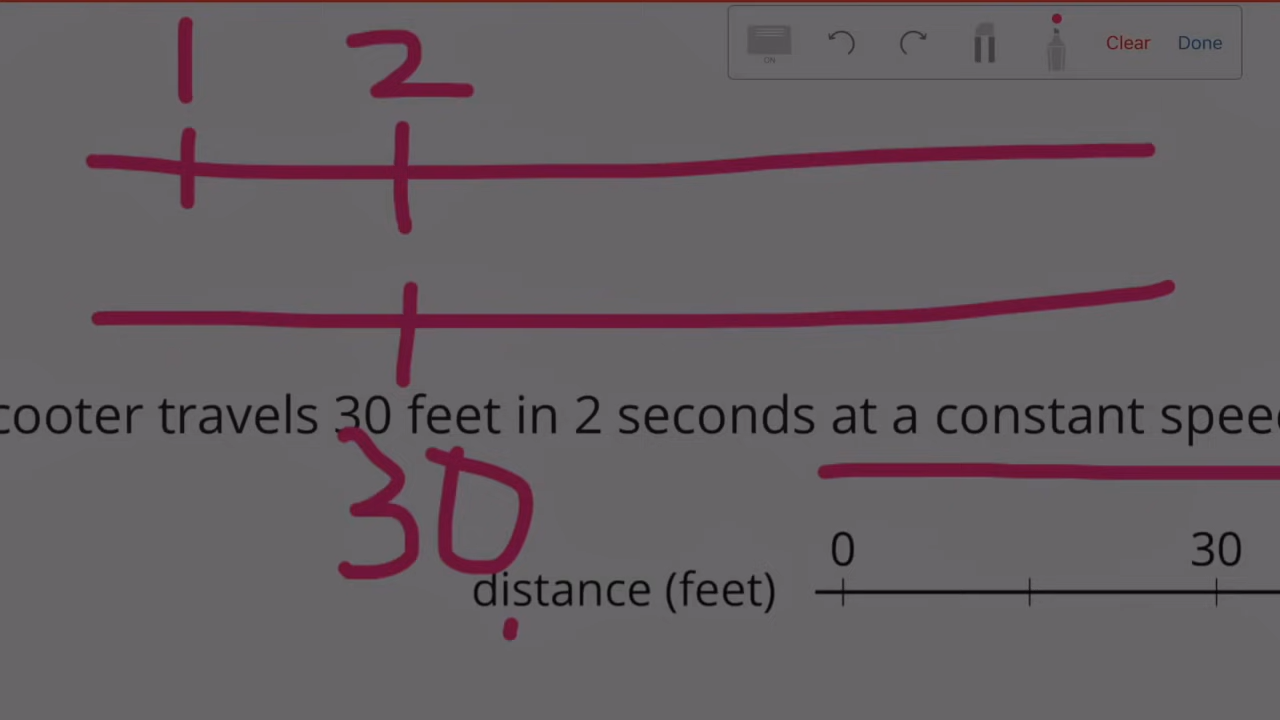 1 2
ON
Clear Done
cooter travels 30 feet in 2 seconds at a constant spee
30
0 30
distance (feet)